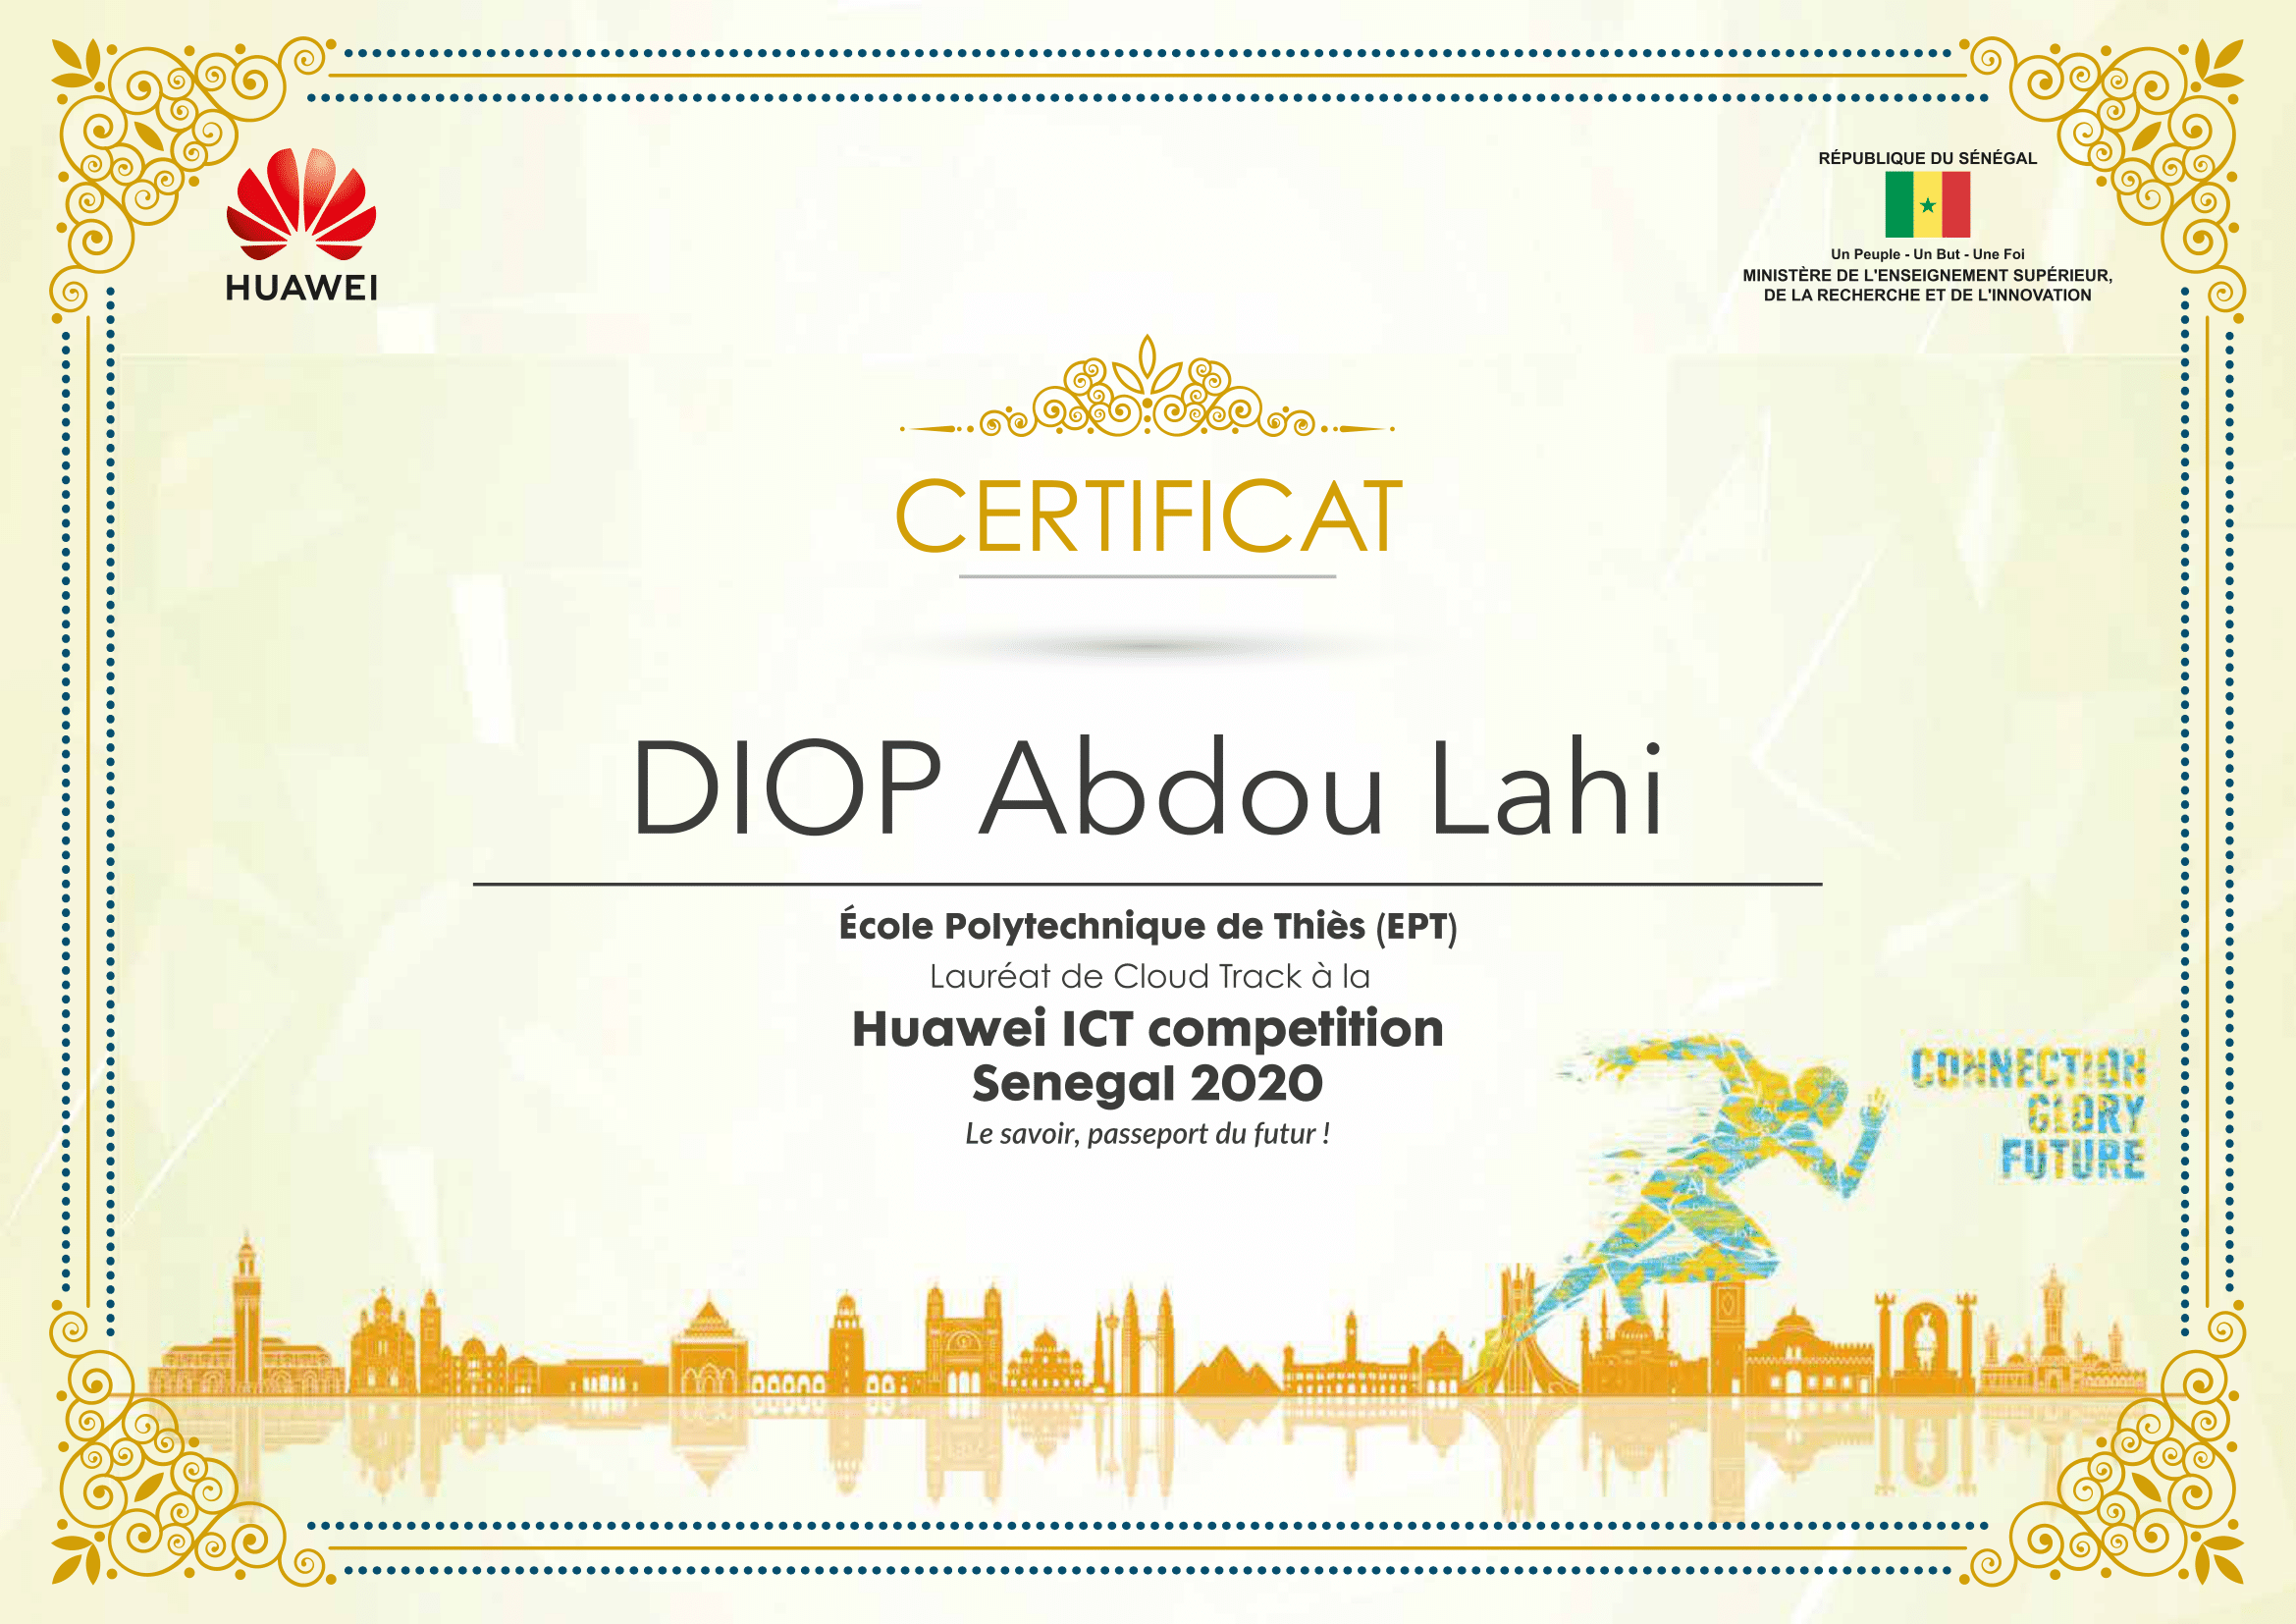 HUAWEI
RÉPUBLIQUE DU SÉNÉGAL
Un Peuple - Un But - Une Foi
MINISTÈRE DE L'ENSEIGNEMENT SUPÉRIEUR,
DE LA RECHERCHE ET DE L'INNOVATION
CERTIFICAT
DIOP Abdou Lahi
École Polytechnique de Thiès (EPT)
Lauréat de Cloud Track à la
Huawei ICT competition
Senegal 2020
Le savoir, passeport du futur !
CONNECTION
GLORY
FUTURE
AI